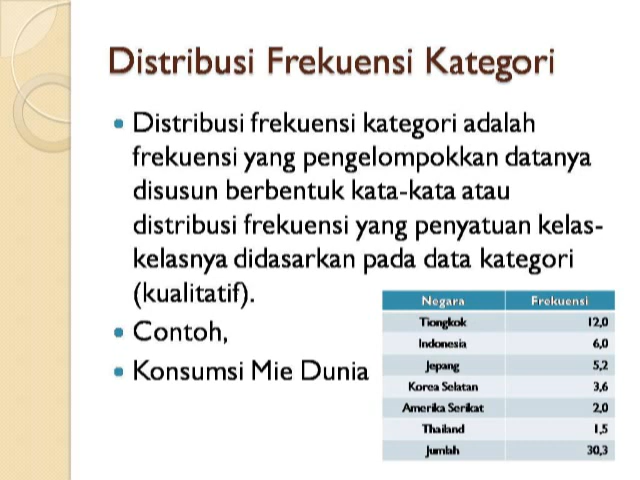 Distribusi Frekuensi Kategori
Distribusi frekuensi kategori adalah
frekuensi yang pengelompokkan datanya
disusun berbentuk kata-kata atau
distribusi frekuensi yang penyatuan kelas-
kelasnya didasarkan pada data kategori
(kualitatif).
Contoh,
Konsumsi Mie Dunia
Negara Frekuensi
Tiongkok 12,0
Indonesia 6,0
Jepang 5,2
Korea Selatan 3,6
Amerika Serikat 2,0
Thailand 1,5
Jumlah 30,3